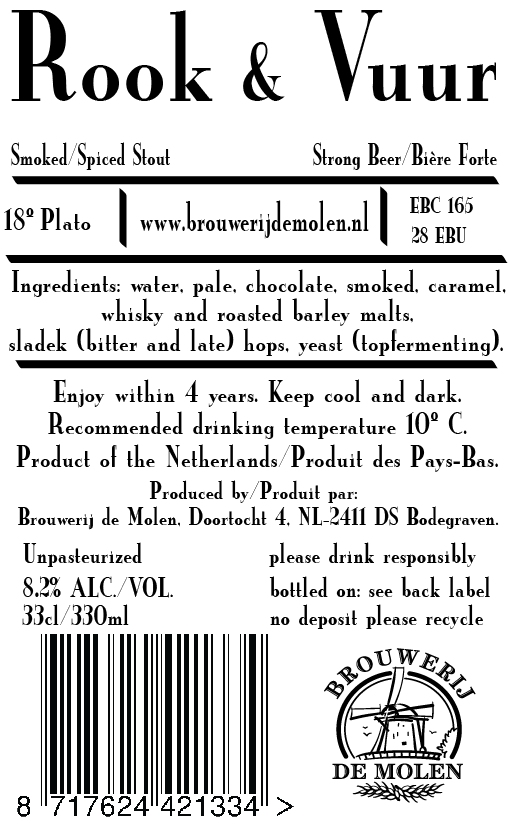 Rook & Vuur
Smoked/Spiced Stout
Strong Beer/Bière Forte
18º Plato
www.brouwerijdemolen.nl
EBC 165
28 EBU
Ingredients: water, pale, chocolate, smoked, caramel,
whisky and roasted barley malts,
sladek (bitter and late) hops, yeast (topfermenting).
Enjoy within 4 years. Keep cool and dark.
Recommended drinking temperature 10º C.
Product of the Netherlands/Produit des Pays-Bas.
Produced by/Produit par:
Brouwerij de Molen, Doortocht 4, NL-2411 DS Bodegraven.
Unpasteurized
8.2% ALC./VOL.
33cl/330ml
please drink responsibly
bottled on: see back label
no deposit please recycle
8 717624 421334 >
BROUWERIJ
DE MOLEN